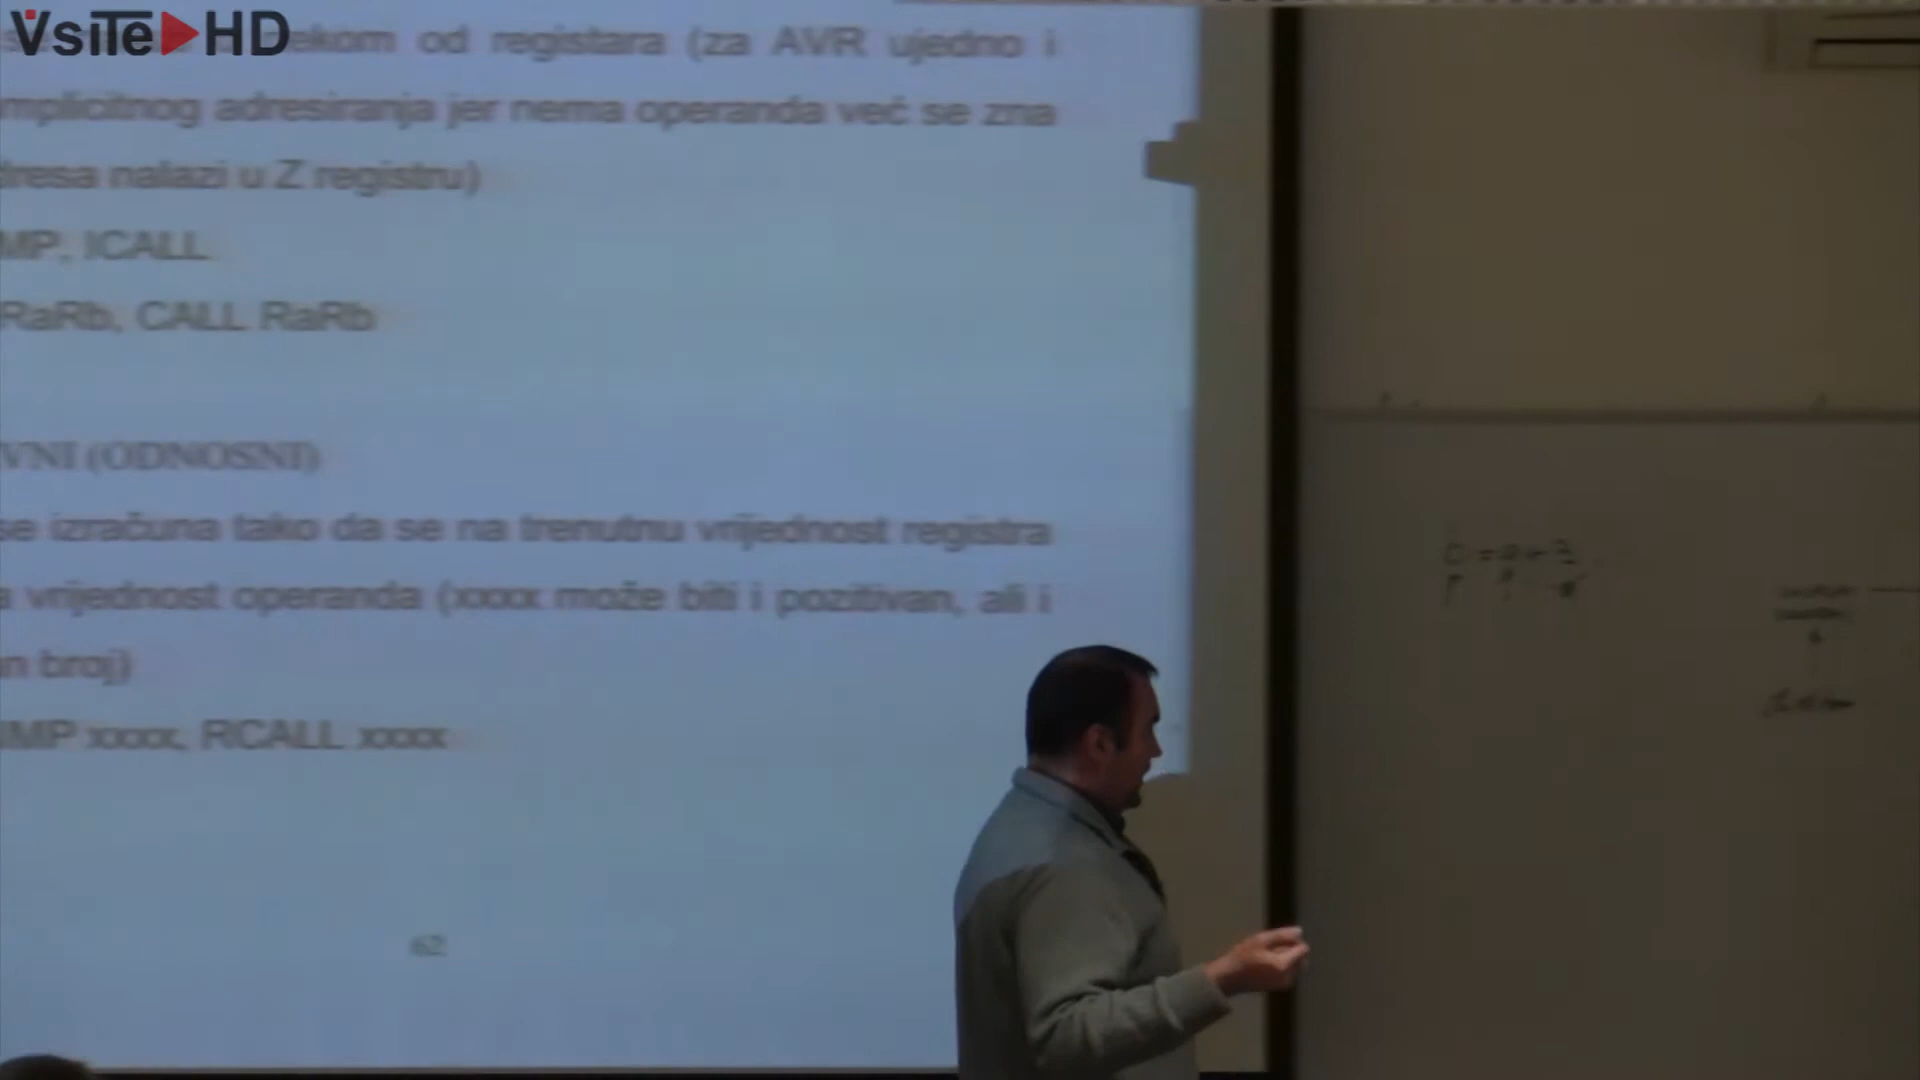 VsiTe HD
ekom od registara (za AVR ujedno i
mplicitnog adresiranja jer nema operanda već se zna
dresa nalazi u Z registru)
MP, ICALL
RaRb, CALL RaRb
VNI (ODNOSNI)
se izračuna tako da se na trenutnu vrijednost registra
a vrijednost operanda (xxxx može biti i pozitivan, ali i
an broj)
JMP xxxx, RCALL xxxx
62